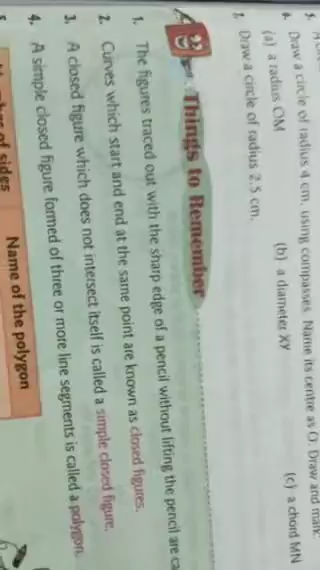 Draw a circle of radius 4 cm, using compasses. Name its centre as O. Draw and mark:
(a) a radius OM (b) a diameter XY (c) a chord MN
Draw a circle of radius 2.5 cm.
Things to Remember
1. The figures traced out with the sharp edge of a pencil without lifting the pencil are
2. Curves which start and end at the same point are known as closed figures.
3. A closed figure which does not intersect itself is called a simple closed figure.
4. A simple closed figure formed of three or more line segments is called a polygon.
of sides Name of the polygon